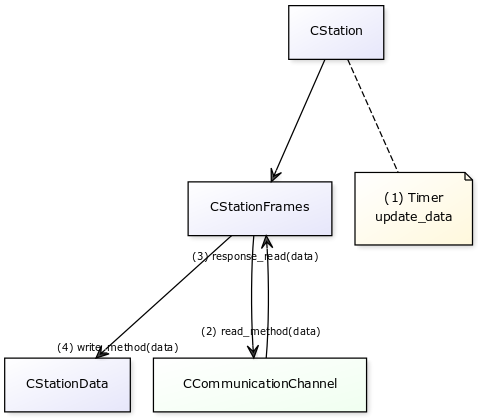 CStation
(1) Timer
update_data
CStationFrames
(3) response_read(data)
(2) read_method(data)
(4) write_method(data)
CStationData
CCommunicationChannel